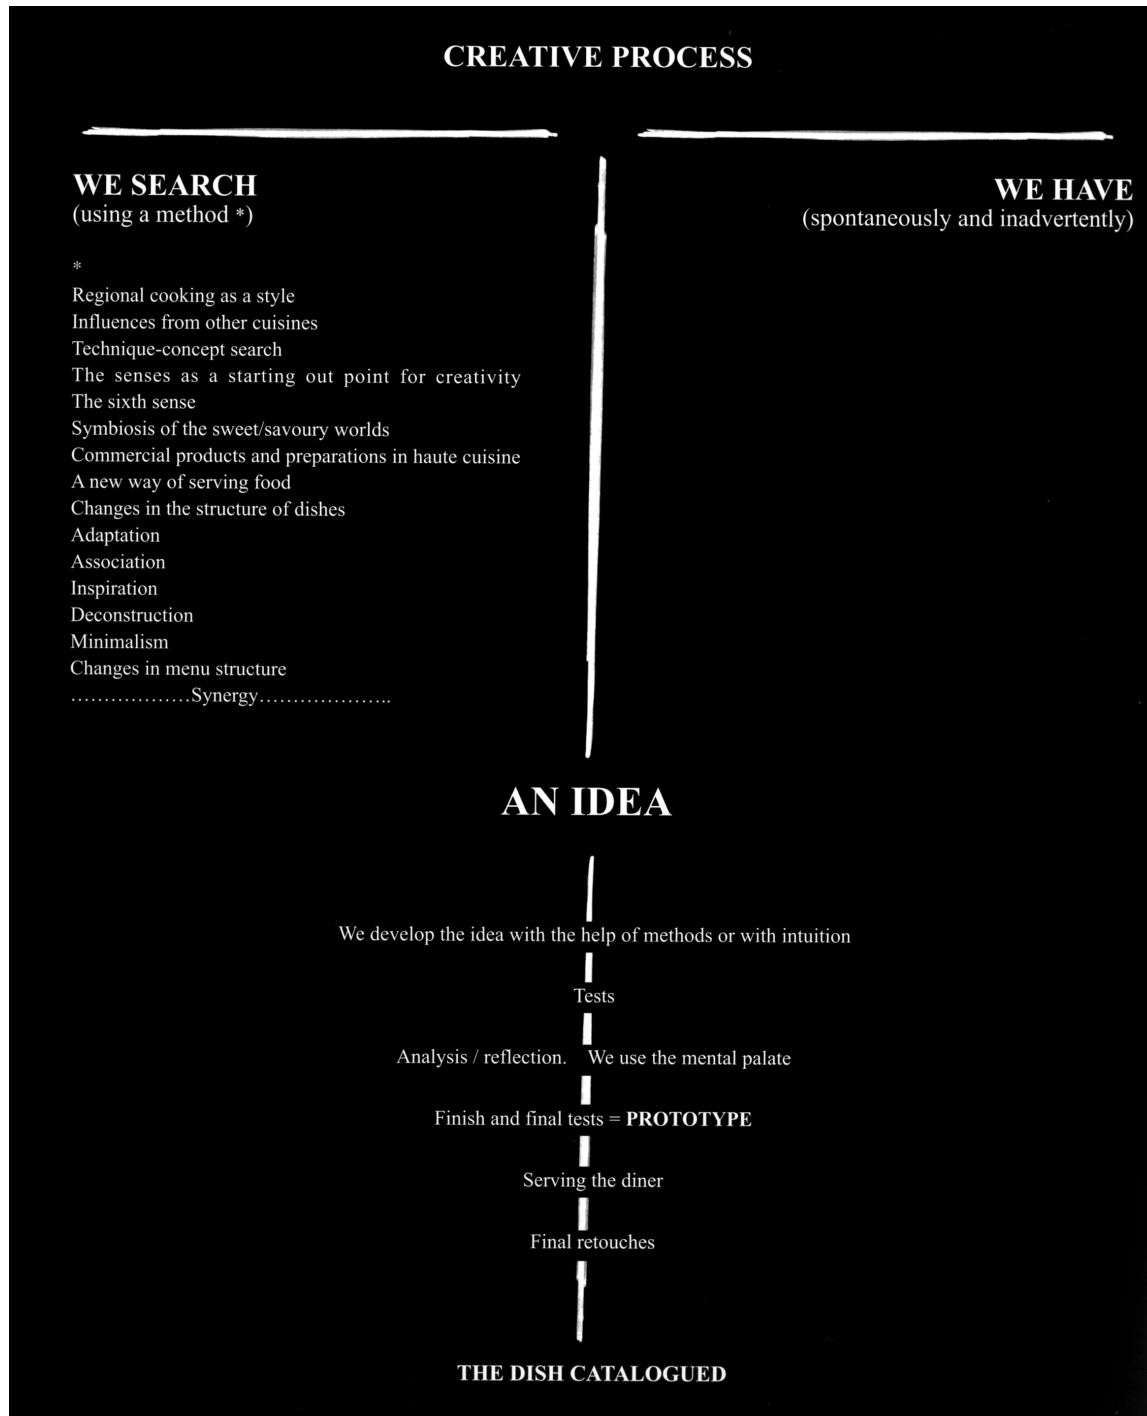 CREATIVE PROCESS
WE SEARCH
(using a method *)
WE HAVE
(spontaneously and inadvertently)
*
Regional cooking as a style
Influences from other cuisines
Technique-concept search
The senses as a starting out point for creativity
The sixth sense
Symbiosis of the sweet/savoury worlds
Commercial products and preparations in haute cuisine
A new way of serving food
Changes in the structure of dishes
Adaptation
Association
Inspiration
Deconstruction
Minimalism
Changes in menu structure
………………Synergy………………..
AN IDEA
We develop the idea with the help of methods or with intuition
Tests
Analysis / reflection. We use the mental palate
Finish and final tests = PROTOTYPE
Serving the diner
Final retouches
THE DISH CATALOGUED